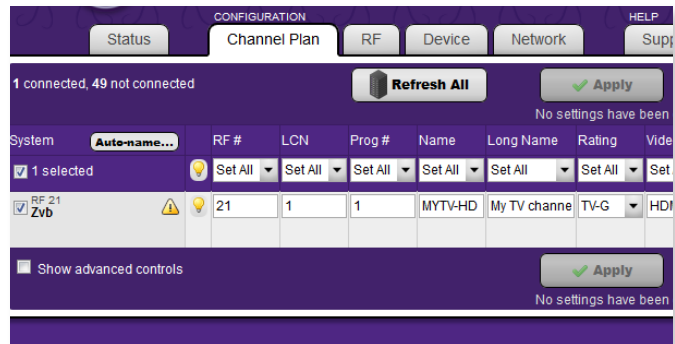 CONFIGURATION HELP
Status Channel Plan RF Device Network Supp
1 connected, 49 not connected Refresh All Apply
No settings have been
System Auto-name... RF # LCN Prog # Name Long Name Rating Vide
1 selected Set All Set All Set All Set All Set All Set All Set
RF 21
Zvb 21 1 1 MYTV-HD My TV channe TV-G HDM
Show advanced controls Apply
No settings have been